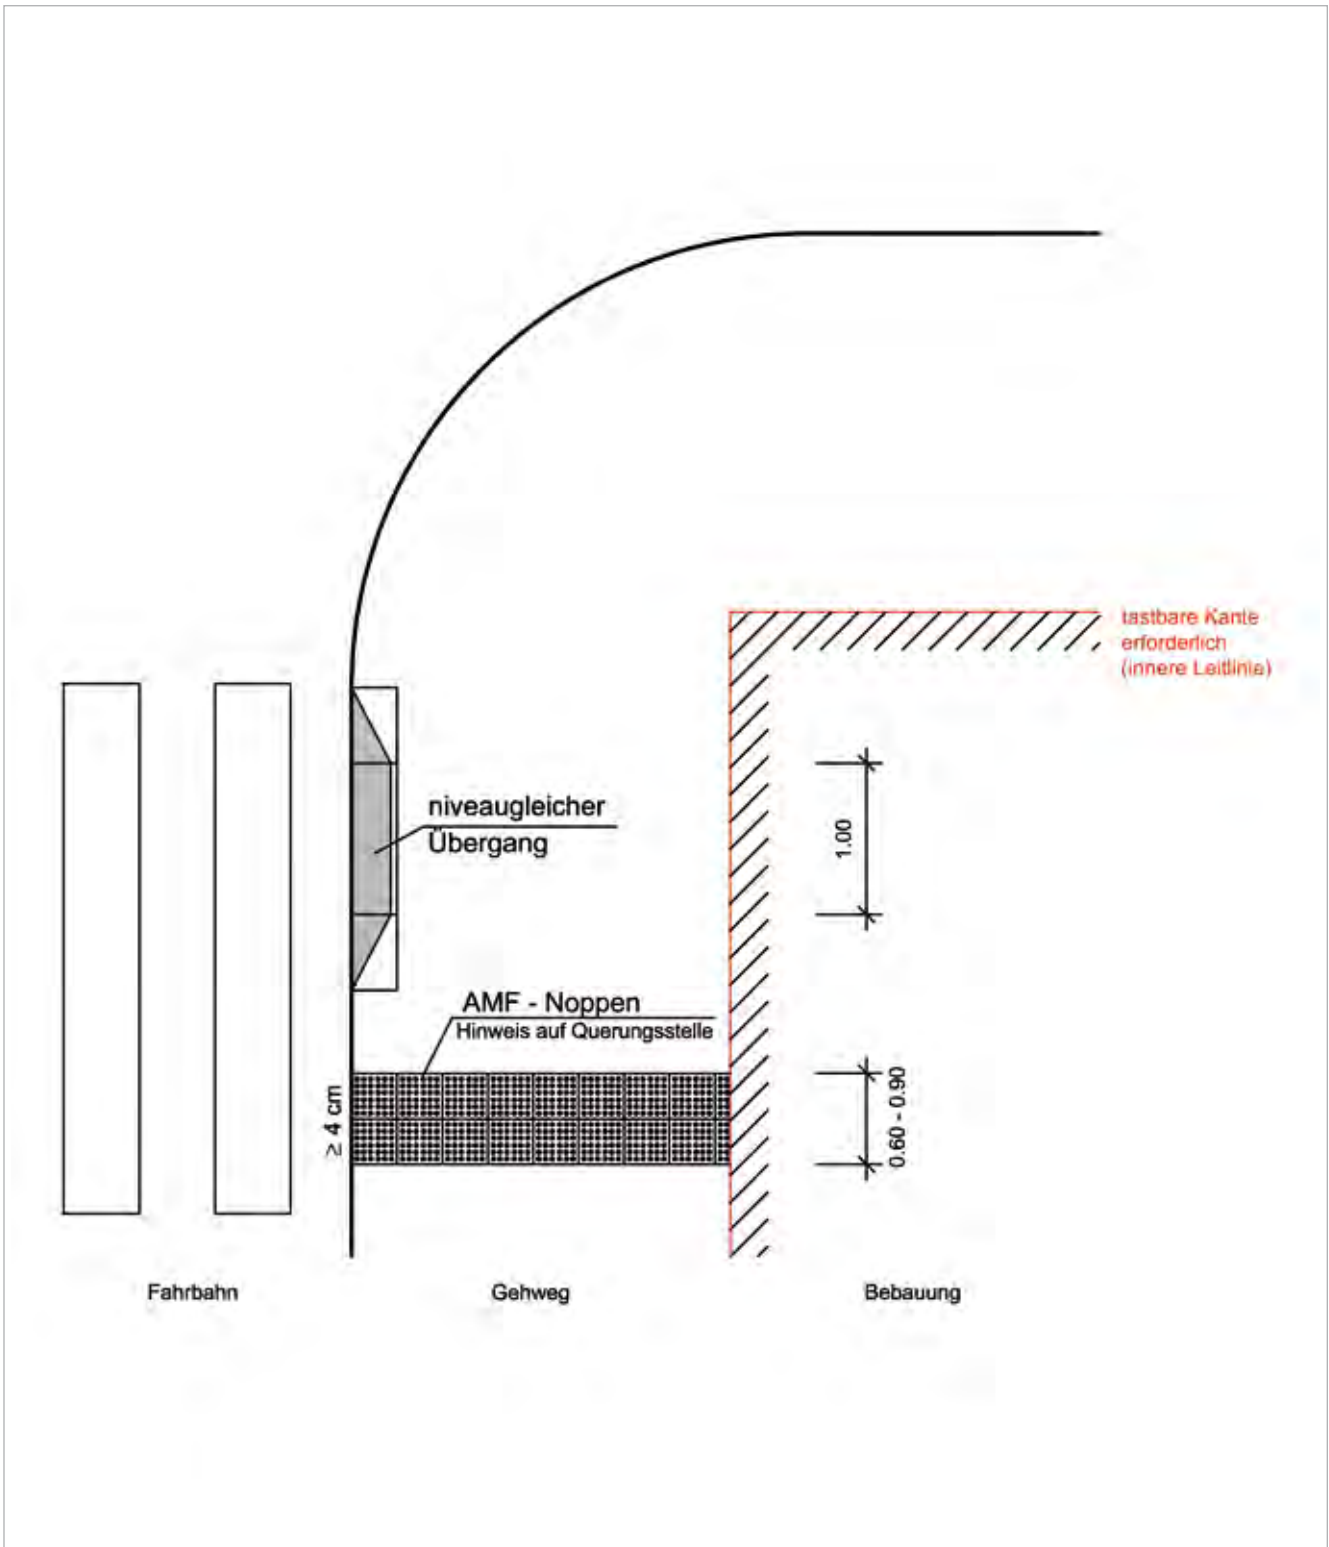 tastbare Kante
erforderlich
(innere Leitlinie)
niveaugleicher
Übergang
1.00
AMF - Noppen
Hinweis auf Querungsstelle
≥ 4 cm
0.60 - 0.90
Fahrbahn
Gehweg
Bebauung